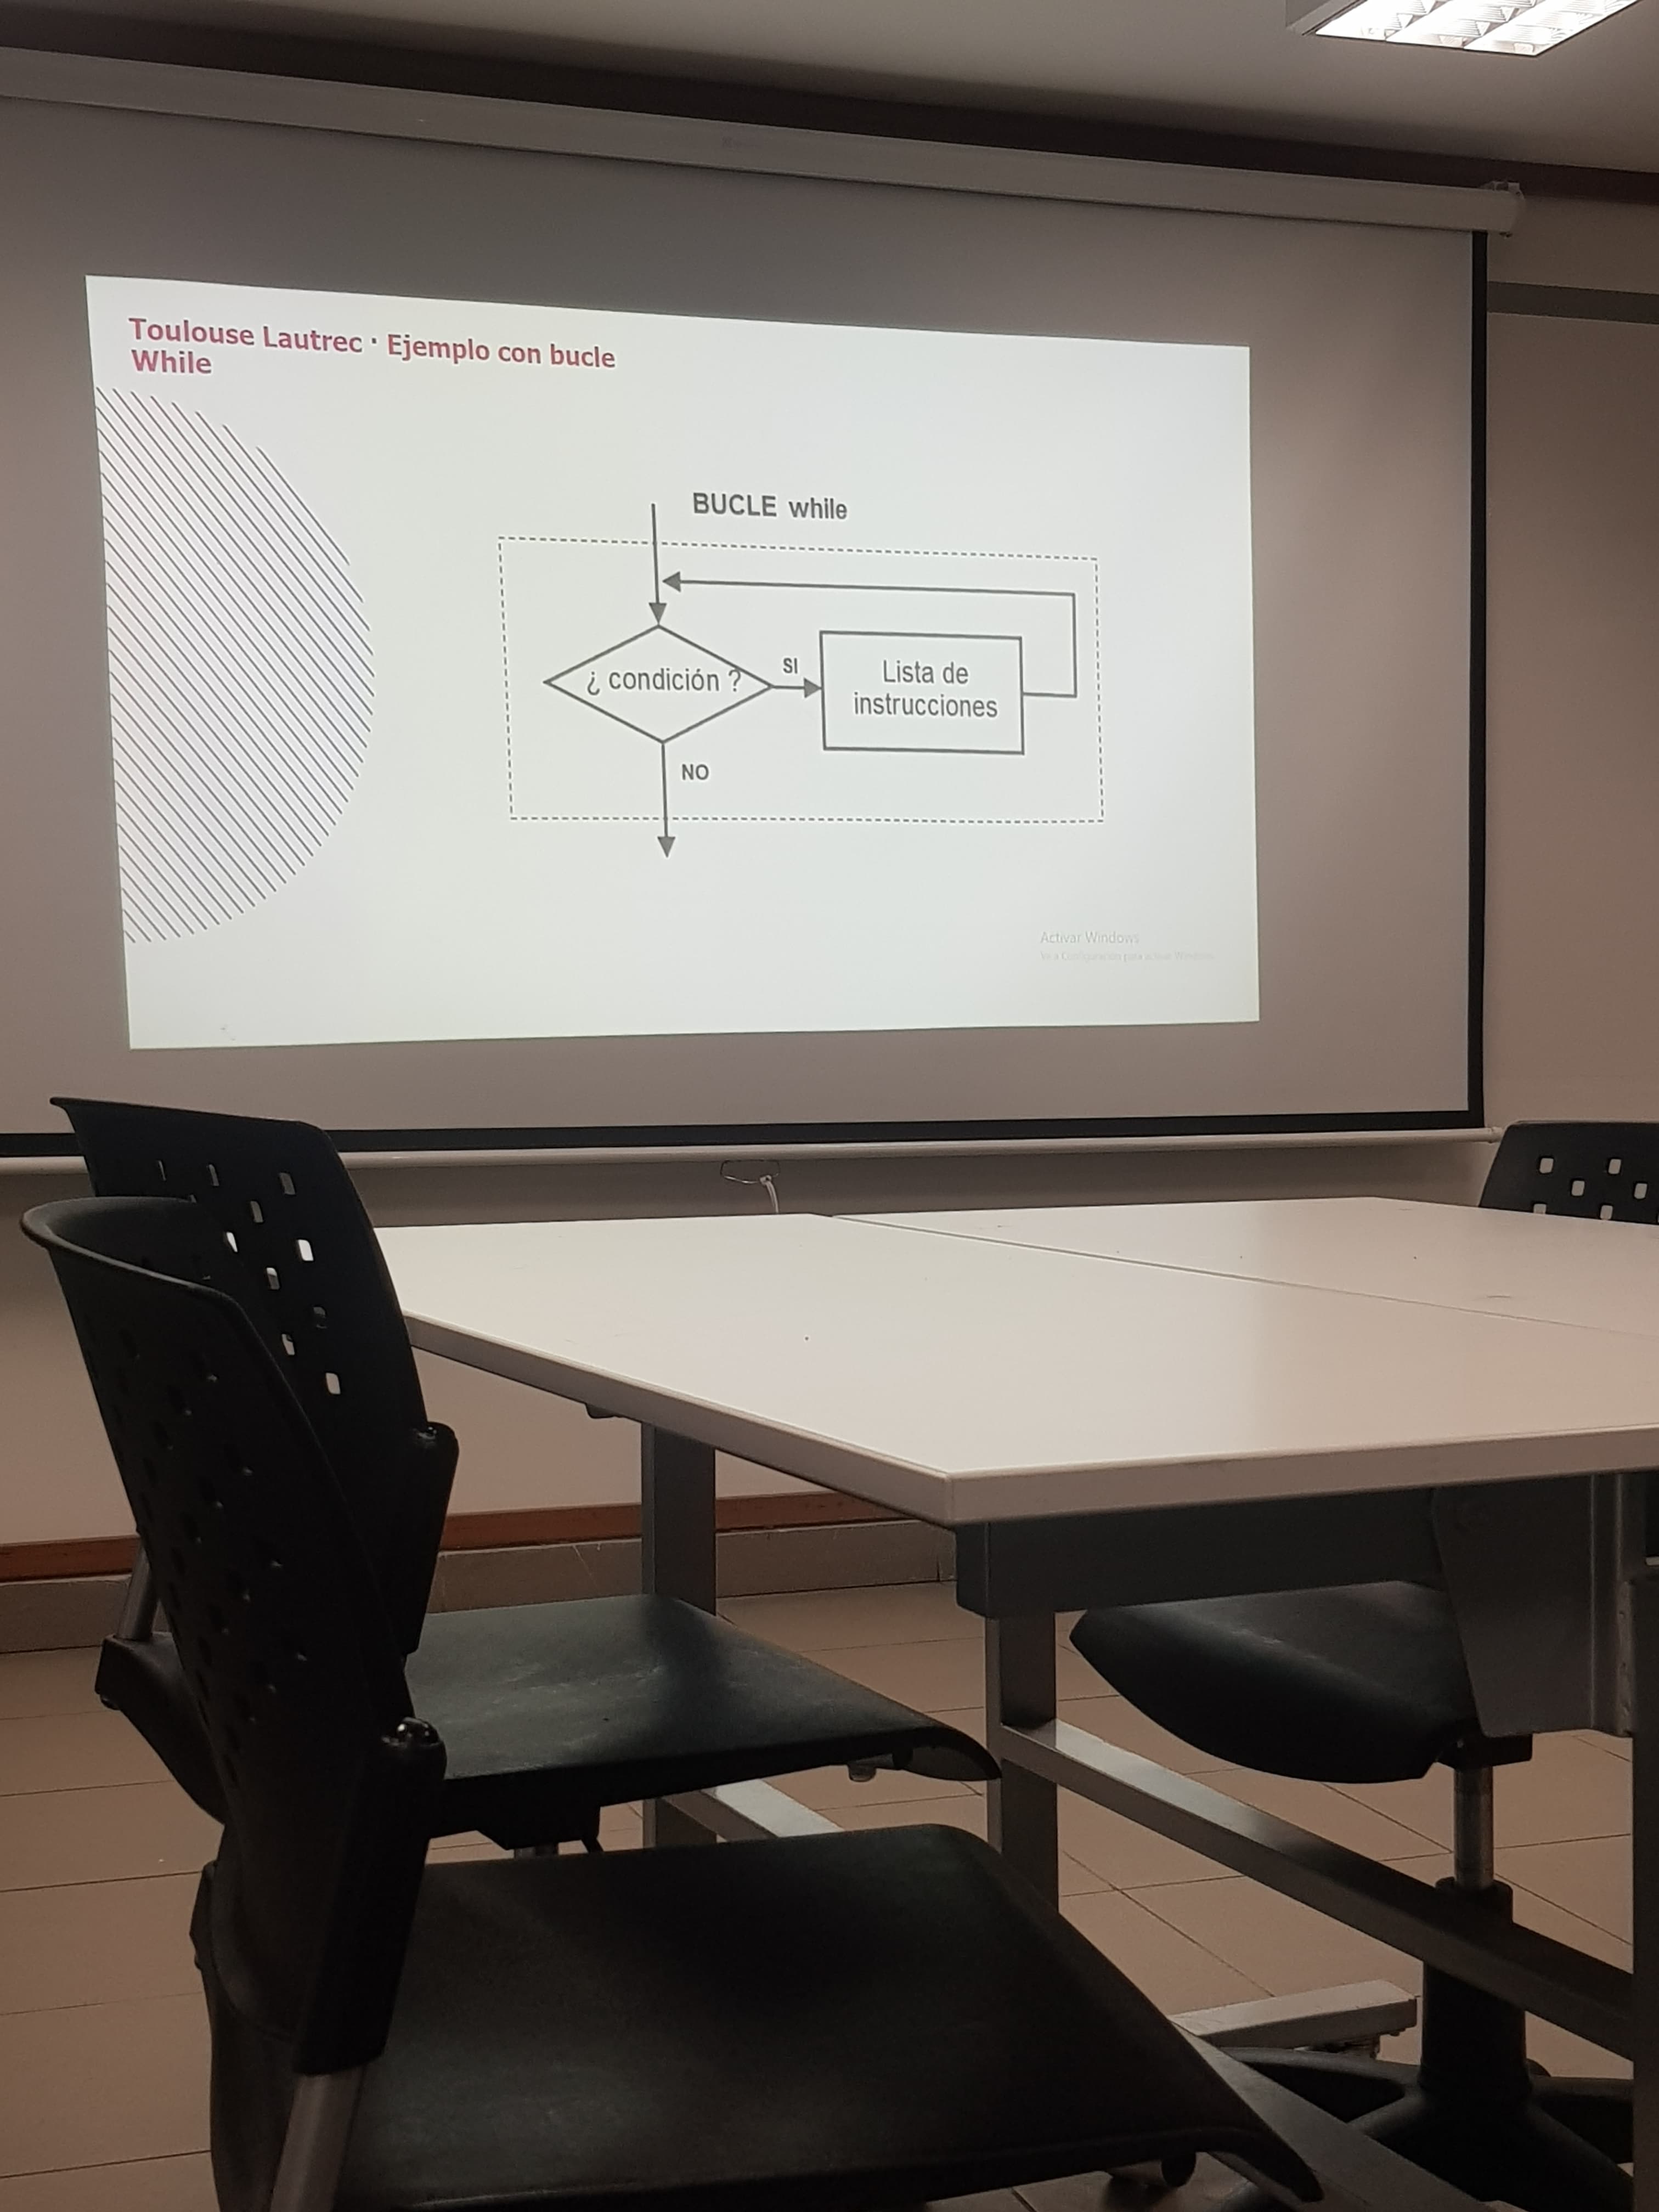 Toulouse Lautrec · Ejemplo con bucle
While
BUCLE while
¿ condición ?
SI
Lista de
instrucciones
NO
Activar Windows
Ve a Configuración para activar Windows.